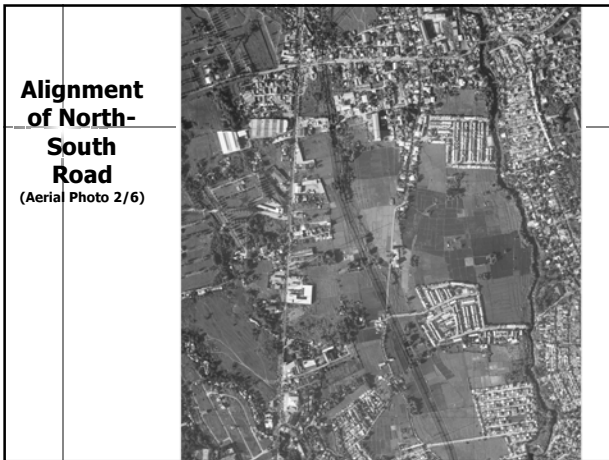 Alignment
of North-
South
Road
(Aerial Photo 2/6)